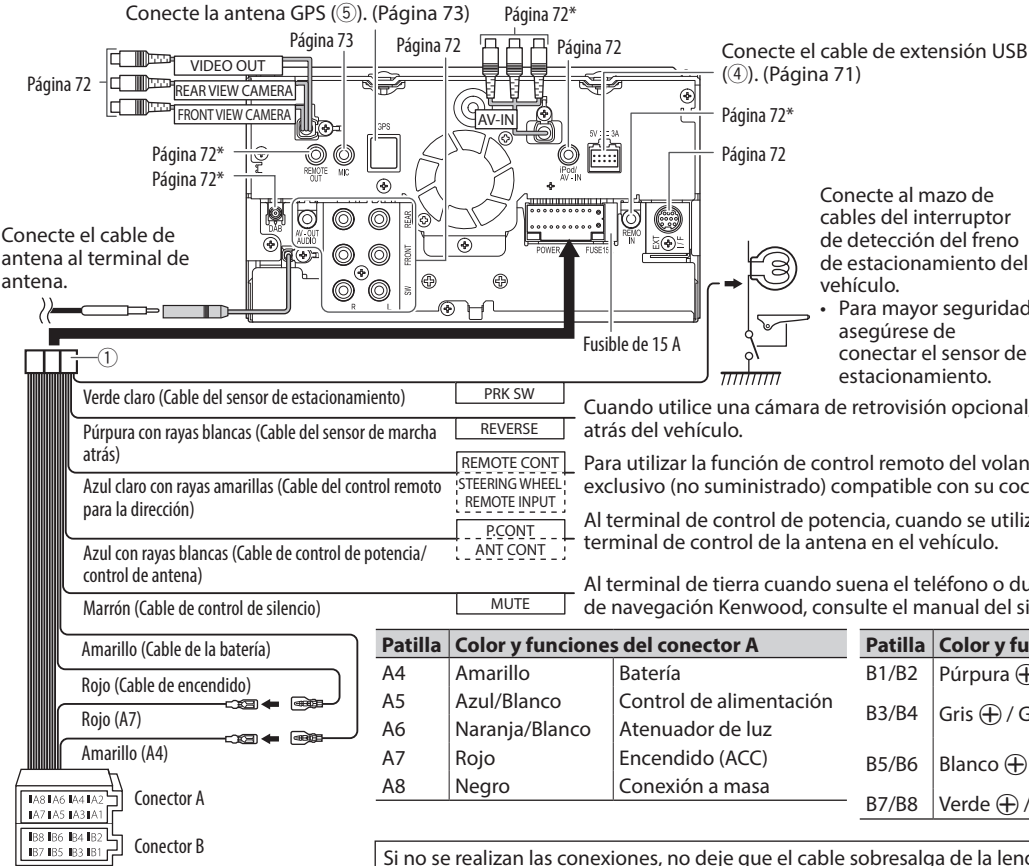 Conecte la antena GPS (⑤). (Página 73)
Página 72*
Página 73
Página 72
Página 72
Conecte el cable de extensión USB
(④). (Página 71)
Página 72
VIDEO OUT
REAR VIEW CAMERA
FRONT VIEW CAMERA
AV-IN
GPS
5V ⎓ 3A
Página 72*
Página 72
Página 72*
Página 72*
REMOTE
OUT
MIC
iPod/
AV-IN
DAB
AV-OUT
AUDIO
REAR
FRONT
SW
R
L
POWER
FUSE15
REMO
IN
EXT
I/F
Conecte el cable de
antena al terminal de
antena.
Conecte al mazo de
cables del interruptor
de detección del freno
de estacionamiento del
vehículo.
• Para mayor seguridad
asegúrese de
conectar el sensor de
estacionamiento.
Fusible de 15 A
①
Verde claro (Cable del sensor de estacionamiento)
PRK SW
Púrpura con rayas blancas (Cable del sensor de marcha
atrás)
REVERSE
Cuando utilice una cámara de retrovisión opcional,
atrás del vehículo.
Azul claro con rayas amarillas (Cable del control remoto
para la dirección)
REMOTE CONT
STEERING WHEEL
REMOTE INPUT
Para utilizar la función de control remoto del volan
exclusivo (no suministrado) compatible con su coc
Azul con rayas blancas (Cable de control de potencia/
control de antena)
P.CONT
ANT CONT
Al terminal de control de potencia, cuando se utiliz
terminal de control de la antena en el vehículo.
Marrón (Cable de control de silencio)
MUTE
Al terminal de tierra cuando suena el teléfono o du
de navegación Kenwood, consulte el manual del si
Amarillo (Cable de la batería)
Rojo (Cable de encendido)
Rojo (A7)
Amarillo (A4)
A8 A6 A4 A2
A7 A5 A3 A1
Conector A
B8 B6 B4 B2
B7 B5 B3 B1
Conector B
Patilla Color y funciones del conector A
A4 Amarillo Batería
A5 Azul/Blanco Control de alimentación
A6 Naranja/Blanco Atenuador de luz
A7 Rojo Encendido (ACC)
A8 Negro Conexión a masa
Patilla Color y fu
B1/B2 Púrpura ⊕
B3/B4 Gris ⊕ / G
B5/B6 Blanco ⊕
B7/B8 Verde ⊕ /
Si no se realizan las conexiones, no deje que el cable sobresalga de la leng